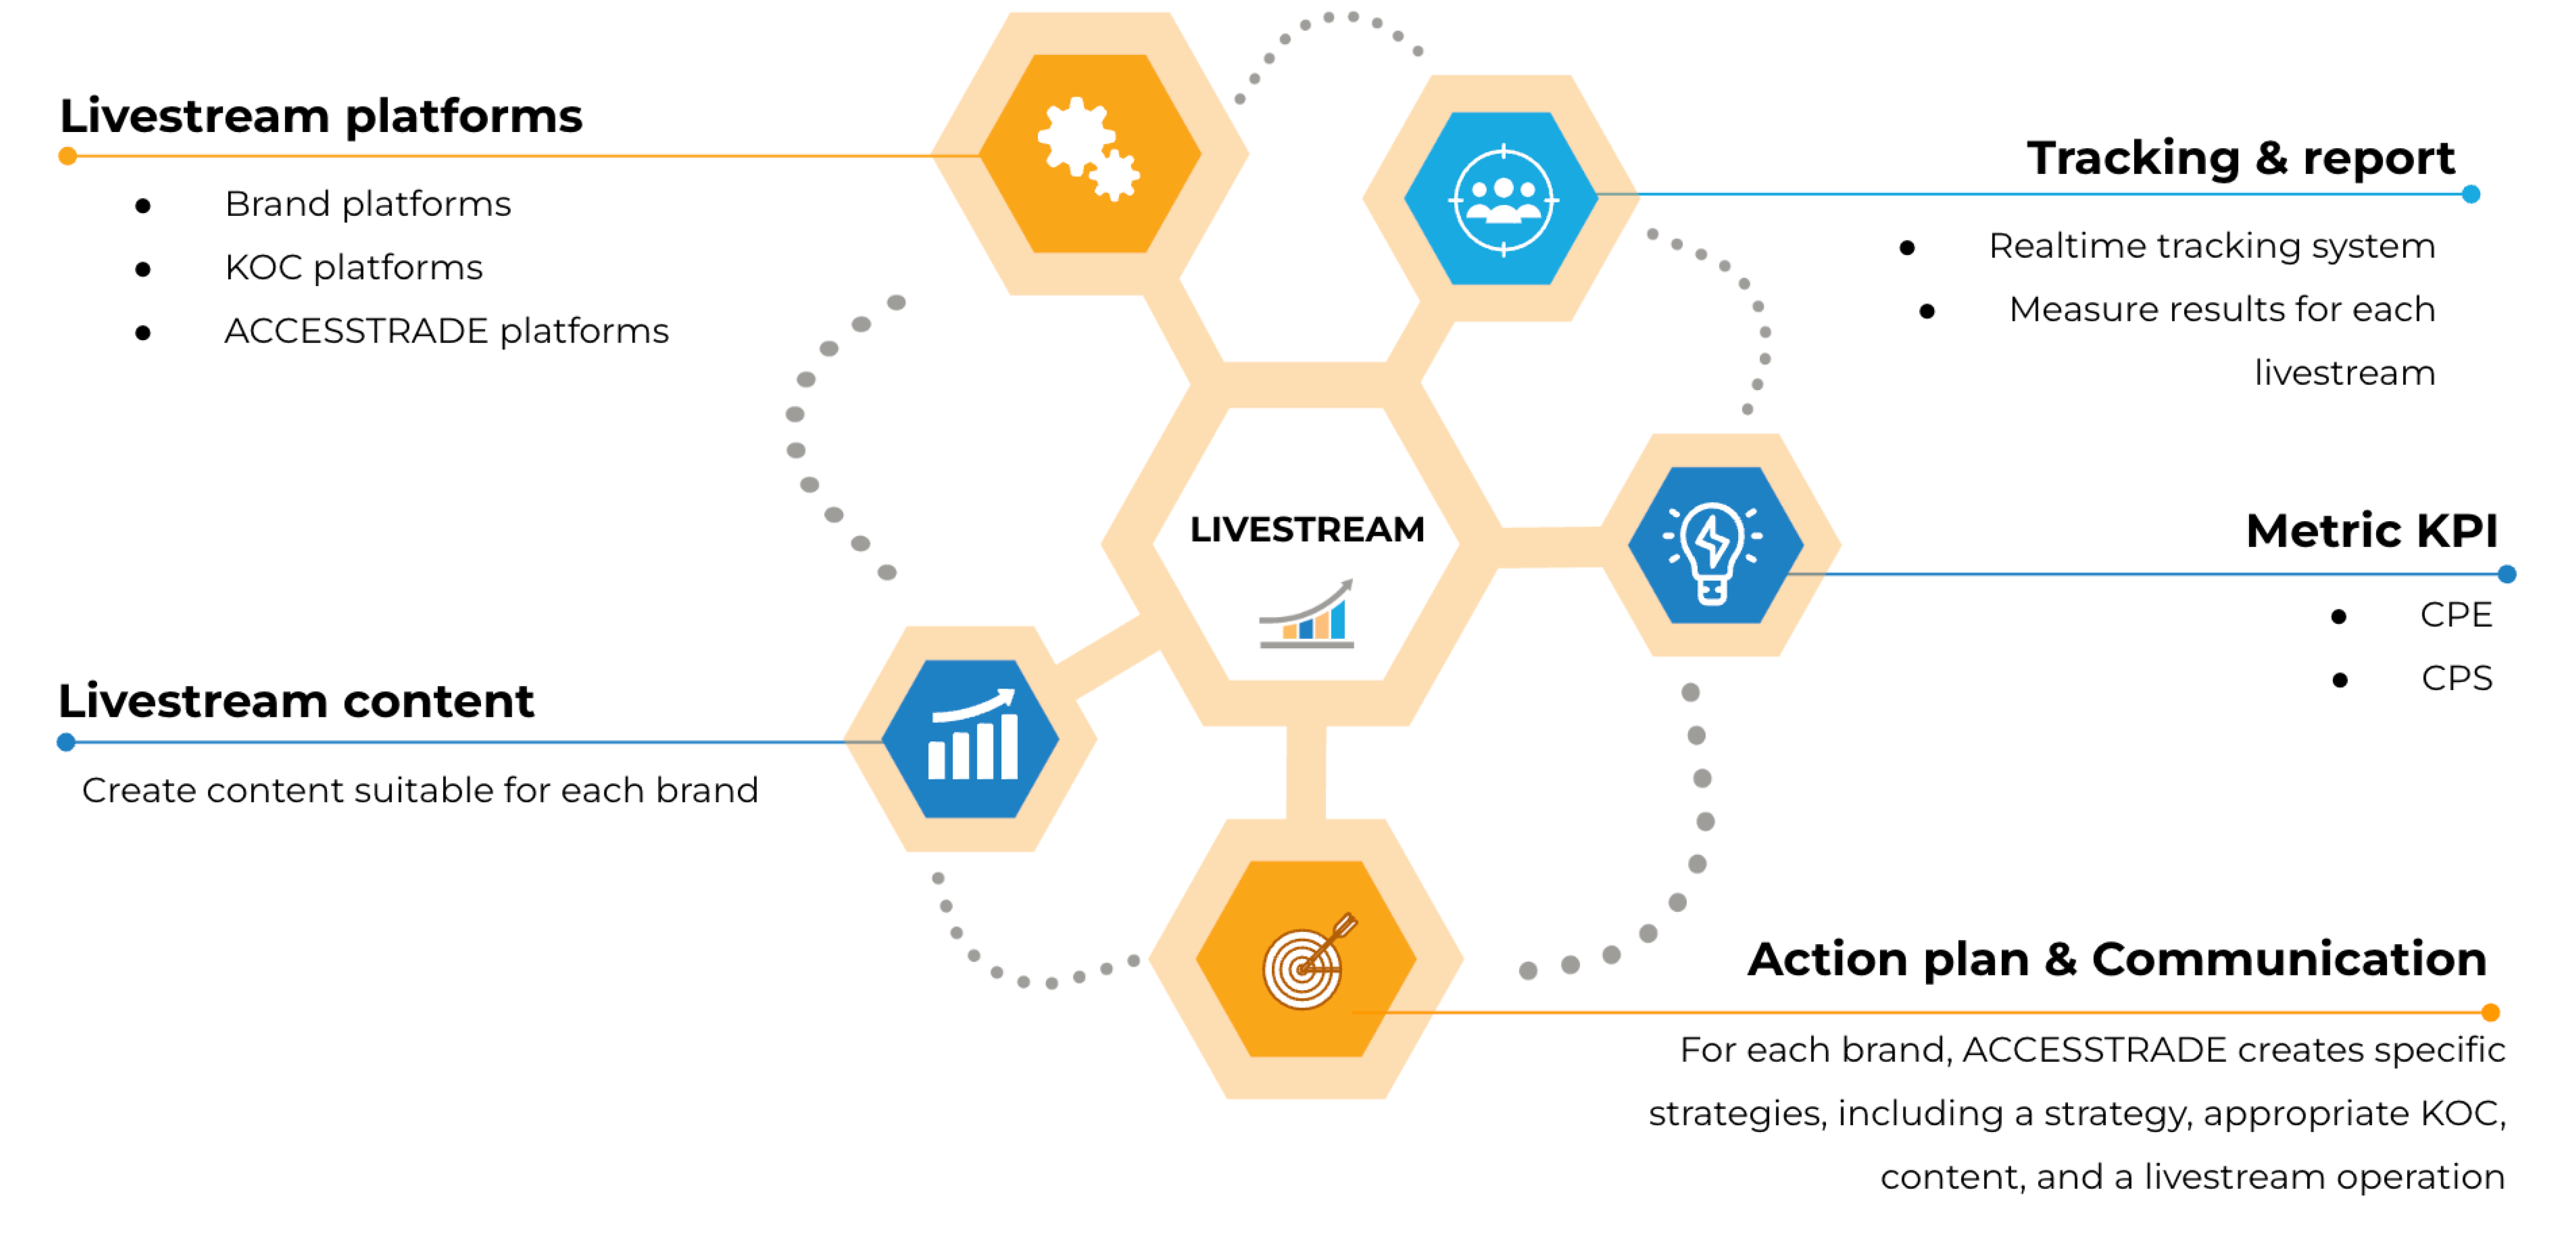 Livestream platforms
• Brand platforms
• KOC platforms
• ACCESSTRADE platforms
Tracking & report
• Realtime tracking system
• Measure results for each
livestream
LIVESTREAM
Metric KPI
• CPE
• CPS
Livestream content
Create content suitable for each brand
Action plan & Communication
For each brand, ACCESSTRADE creates specific
strategies, including a strategy, appropriate KOC,
content, and a livestream operation